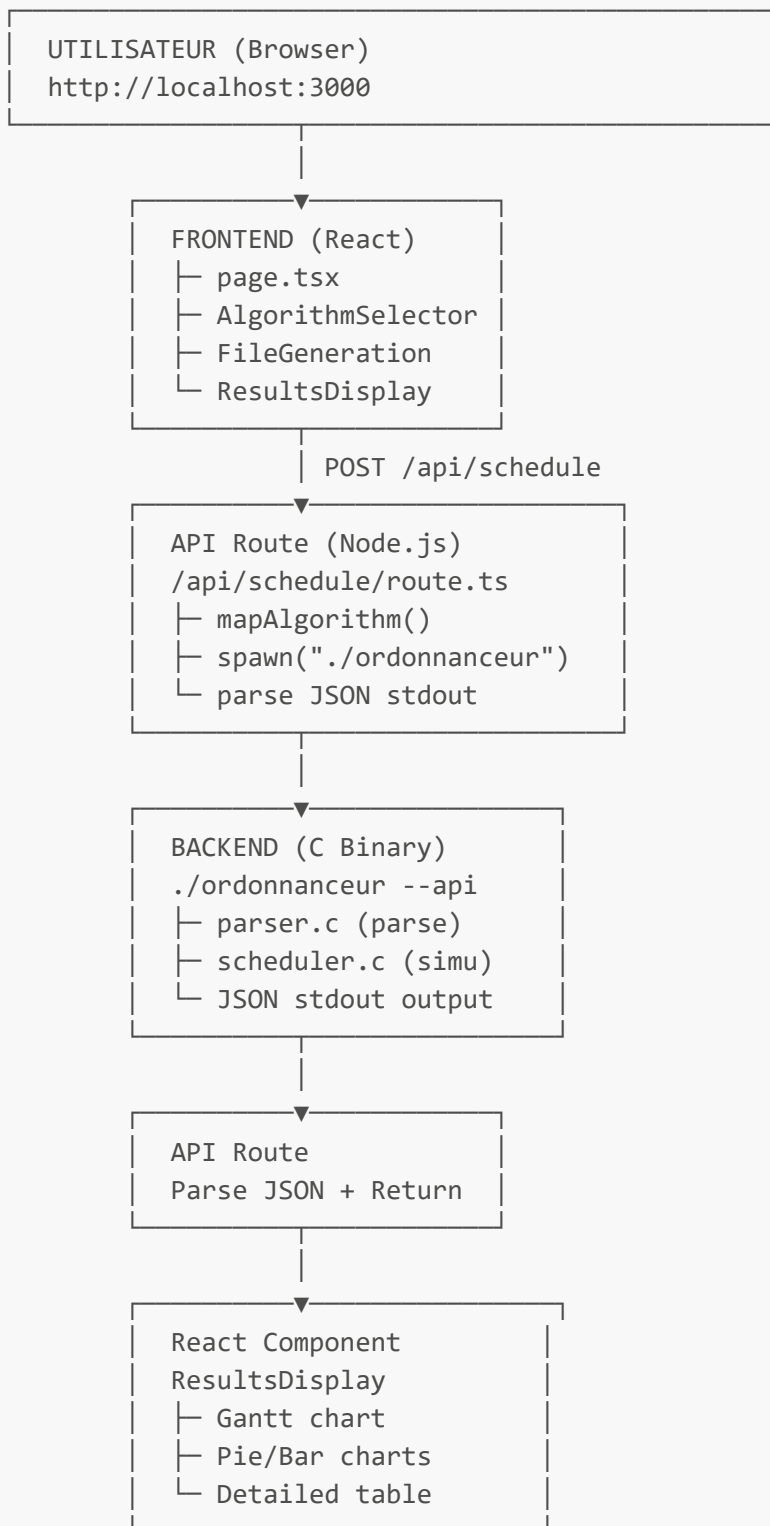 UTILISATEUR (Browser)
http://localhost:3000
FRONTEND (React)
├─ page.tsx
├─ AlgorithmSelector
├─ FileGeneration
└─ ResultsDisplay
POST /api/schedule
API Route (Node.js)
/api/schedule/route.ts
├─ mapAlgorithm()
├─ spawn("./ordonnanceur")
└─ parse JSON stdout
BACKEND (C Binary)
./ordonnanceur --api
├─ parser.c (parse)
├─ scheduler.c (simu)
└─ JSON stdout output
API Route
Parse JSON + Return
React Component
ResultsDisplay
├─ Gantt chart
├─ Pie/Bar charts
└─ Detailed table